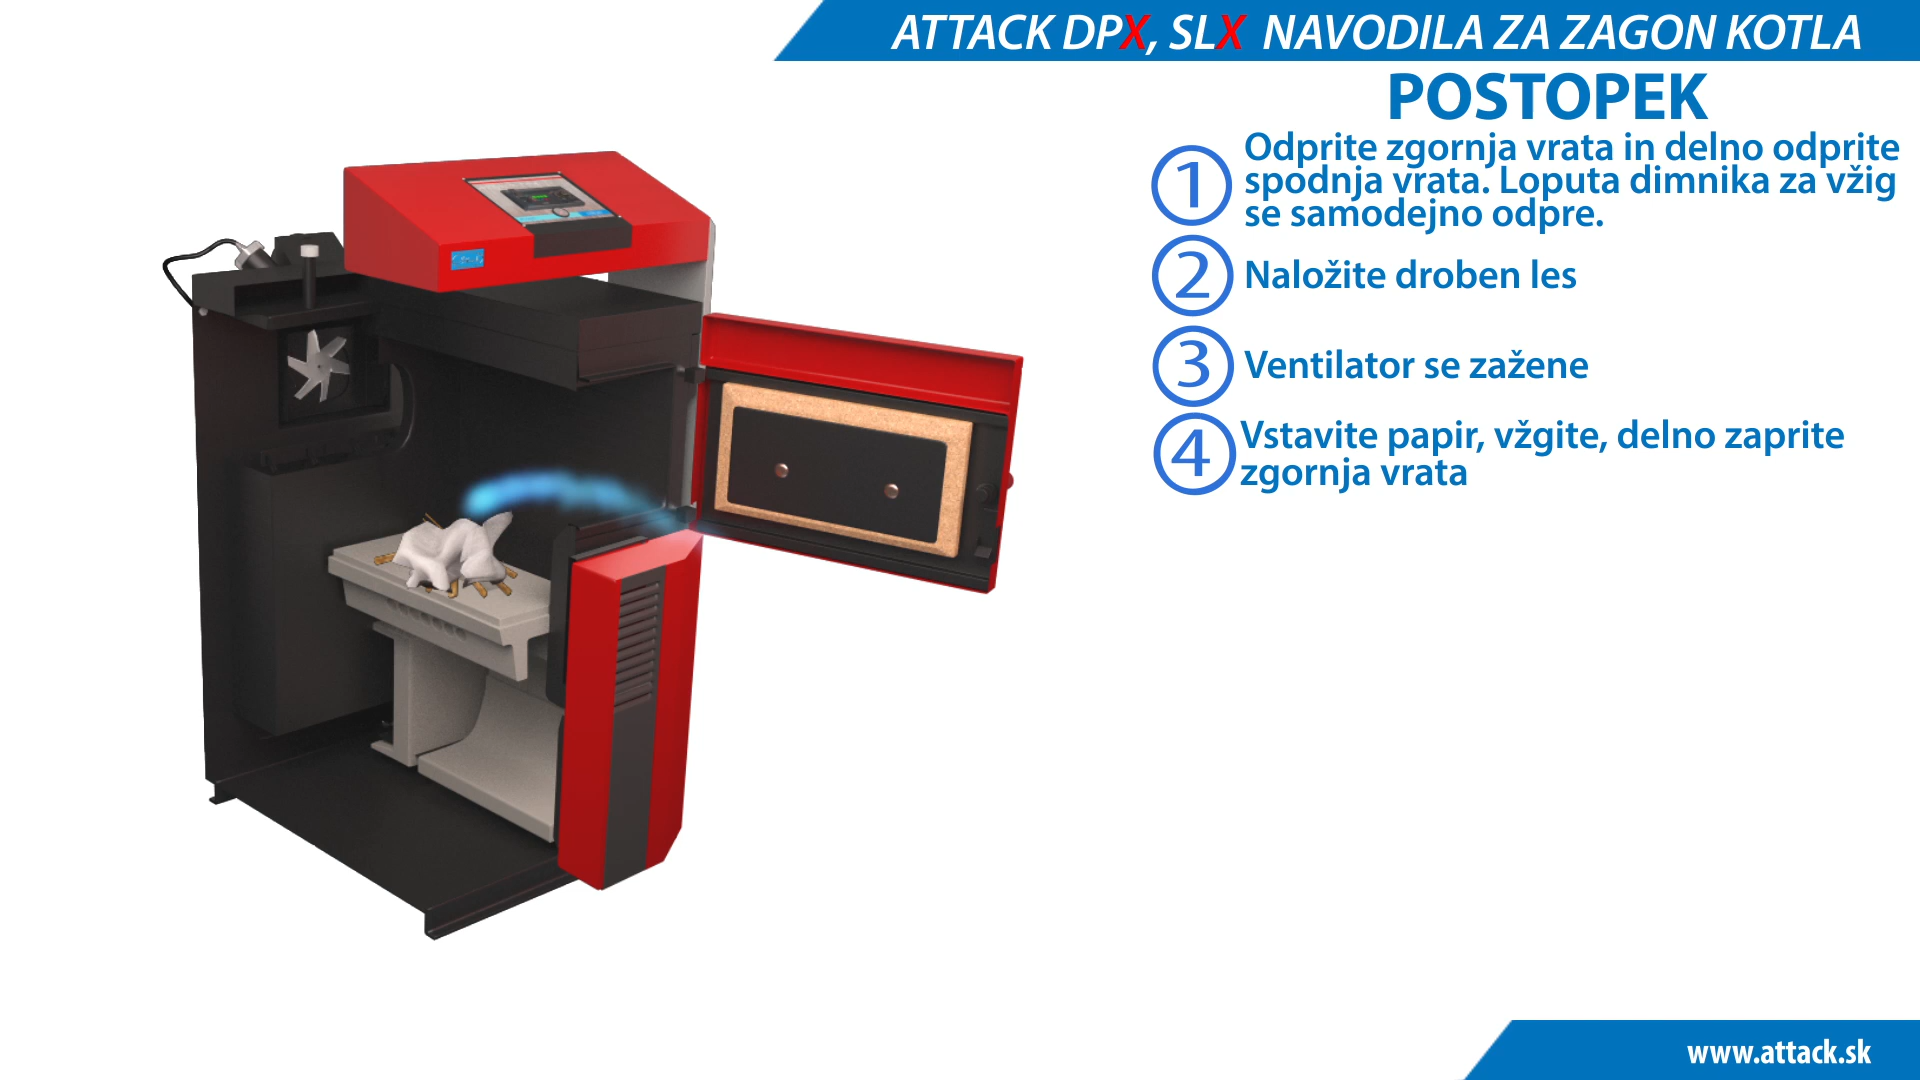 ATTACK DPX, SLX NAVODILA ZA ZAGON KOTLA
POSTOPEK
1 Odprite zgornja vrata in delno odprite
spodnja vrata. Loputa dimnika za vžig
se samodejno odpre.
2 Naložite droben les
3 Ventilator se zažene
4 Vstavite papir, vžgite, delno zaprite
zgornja vrata
www.attack.sk